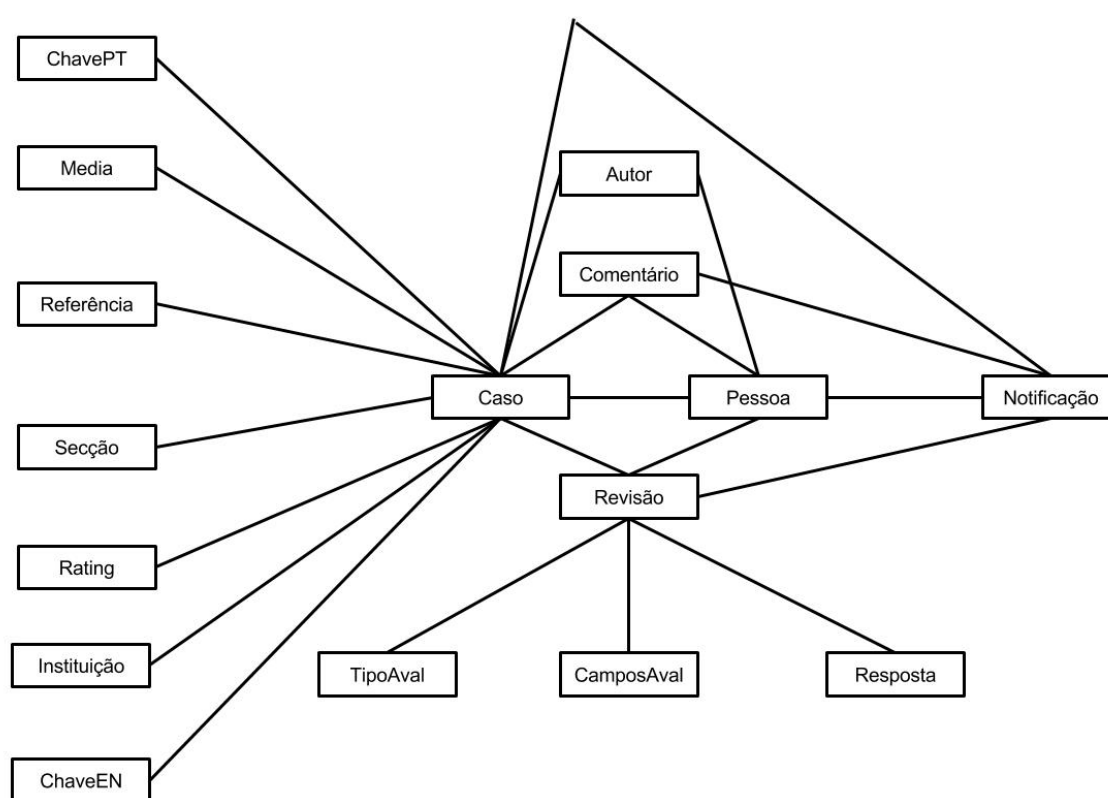 ChavePT
Media
Autor
Comentário
Referência
Caso
Pessoa
Notificação
Secção
Revisão
Rating
Instituição
TipoAval
CamposAval
Resposta
ChaveEN